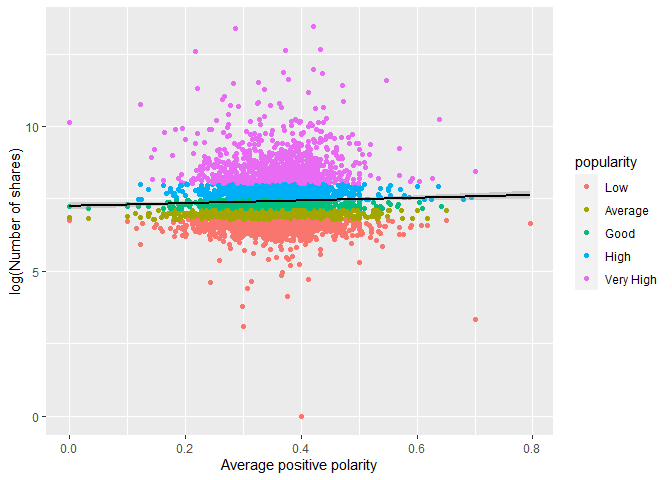 log(Number of shares)
10
5
0
0.0
0.2
0.4
0.6
0.8
Average positive polarity
popularity
Low
Average
Good
High
Very High